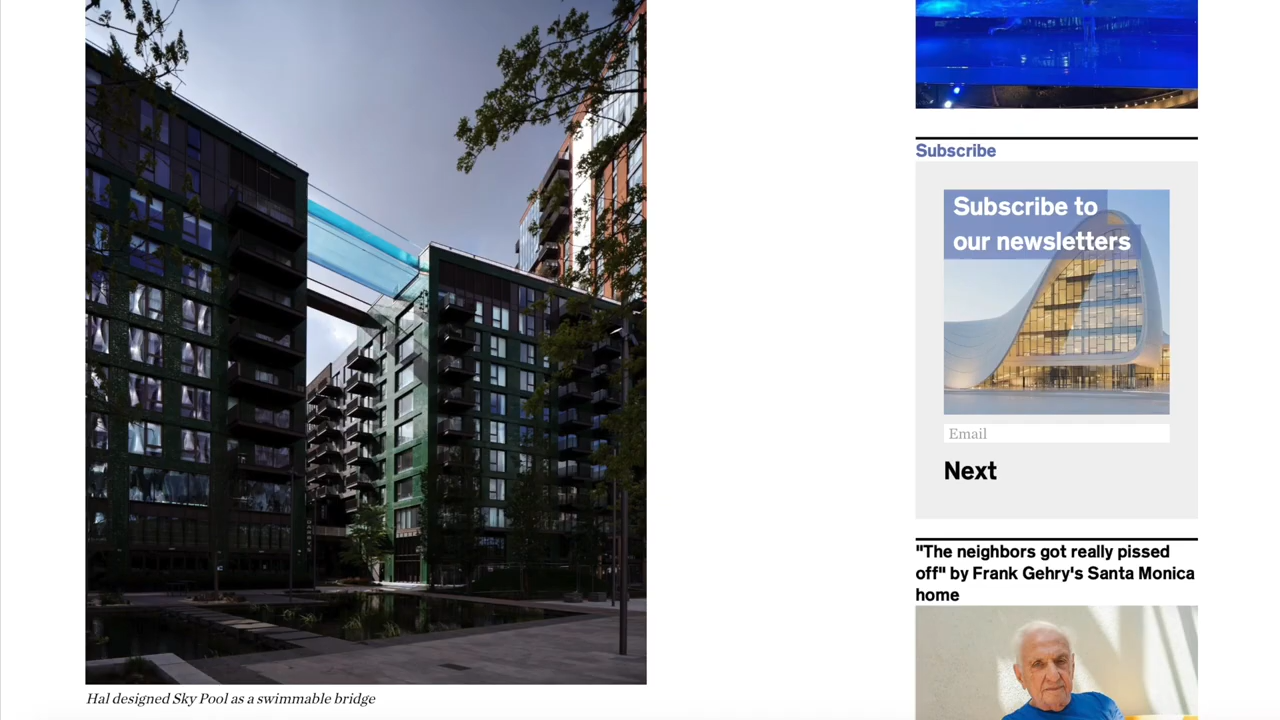 Hal designed Sky Pool as a swimmable bridge
Subscribe
Subscribe to
our newsletters
Email
Next
"The neighbors got really pissed
off" by Frank Gehry's Santa Monica
home